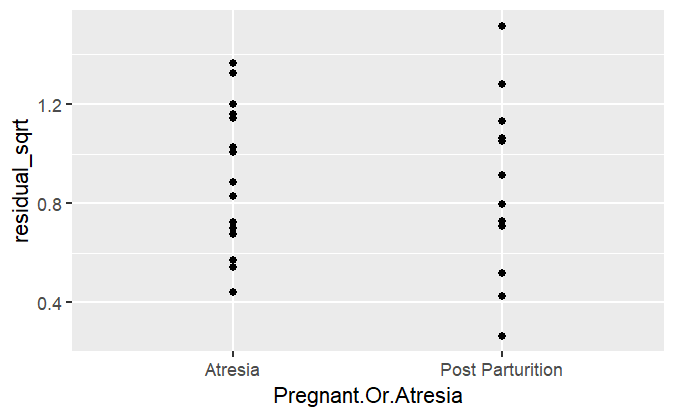 residual_sqrt
1.2
0.8
0.4
Atresia
Post Parturition
Pregnant.Or.Atresia